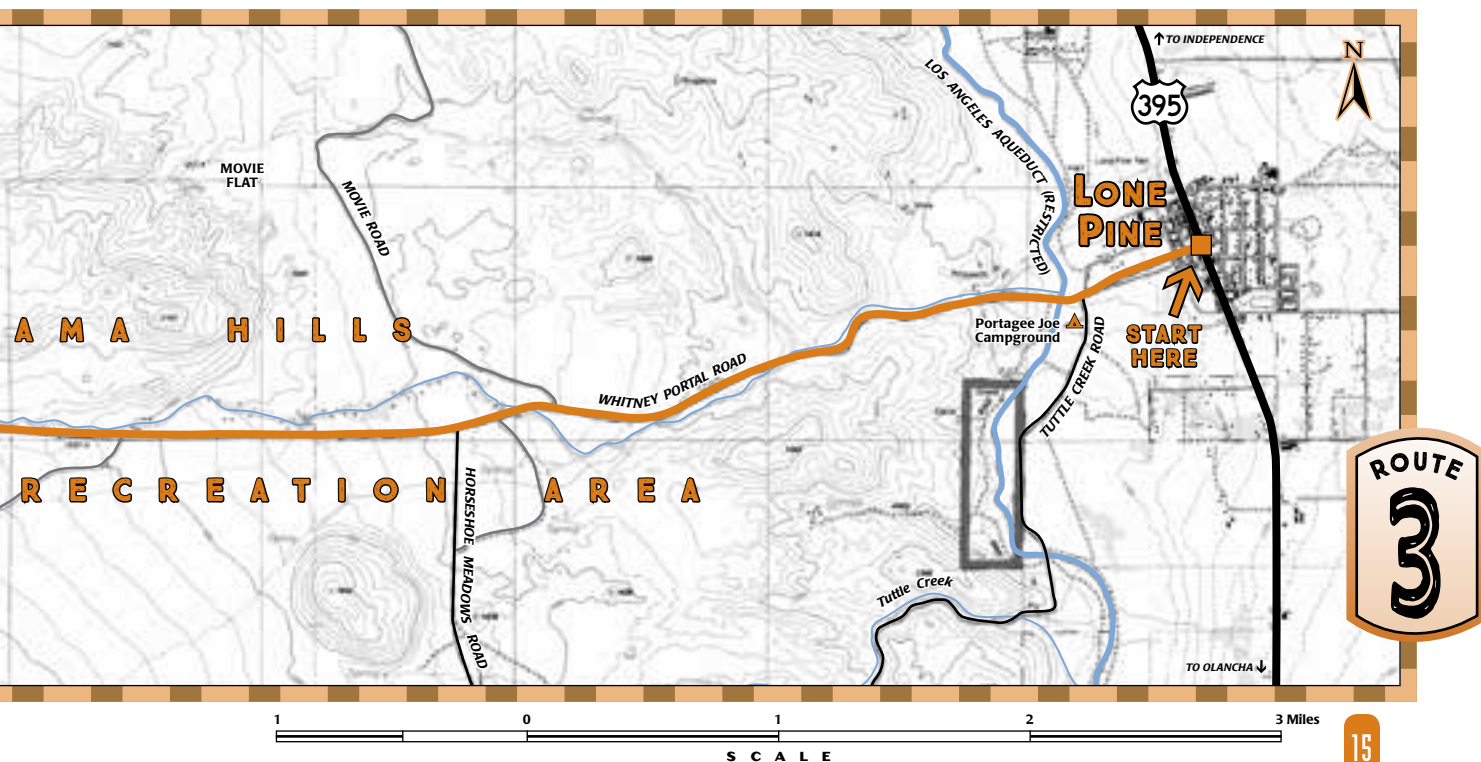 ↑ TO INDEPENDENCE
N
395
LOS ANGELES AQUEDUCT (RESTRICTED)
LONE
PINE
MOVIE
FLAT
MOVIE ROAD
START
HERE
Portagee Joe
Campground
TUTTLE CREEK ROAD
AMA HILLS
WHITNEY PORTAL ROAD
RECREATION AREA
HORSESHOE MEADOWS ROAD
Tuttle Creek
ROUTE
3
TO OLANCHA ↓
1 0 1 2 3 Miles
SCALE
15